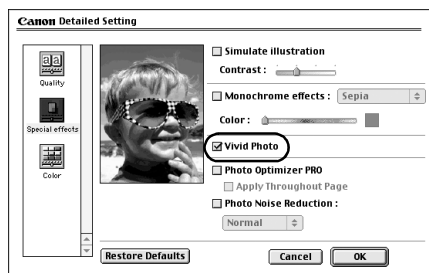 Canon Detailed Setting
Quality
Special effects
Color
Simulate illustration
Contrast :
Monochrome effects : Sepia
Color :
Vivid Photo
Photo Optimizer PRO
Apply Throughout Page
Photo Noise Reduction :
Normal
Restore Defaults Cancel OK